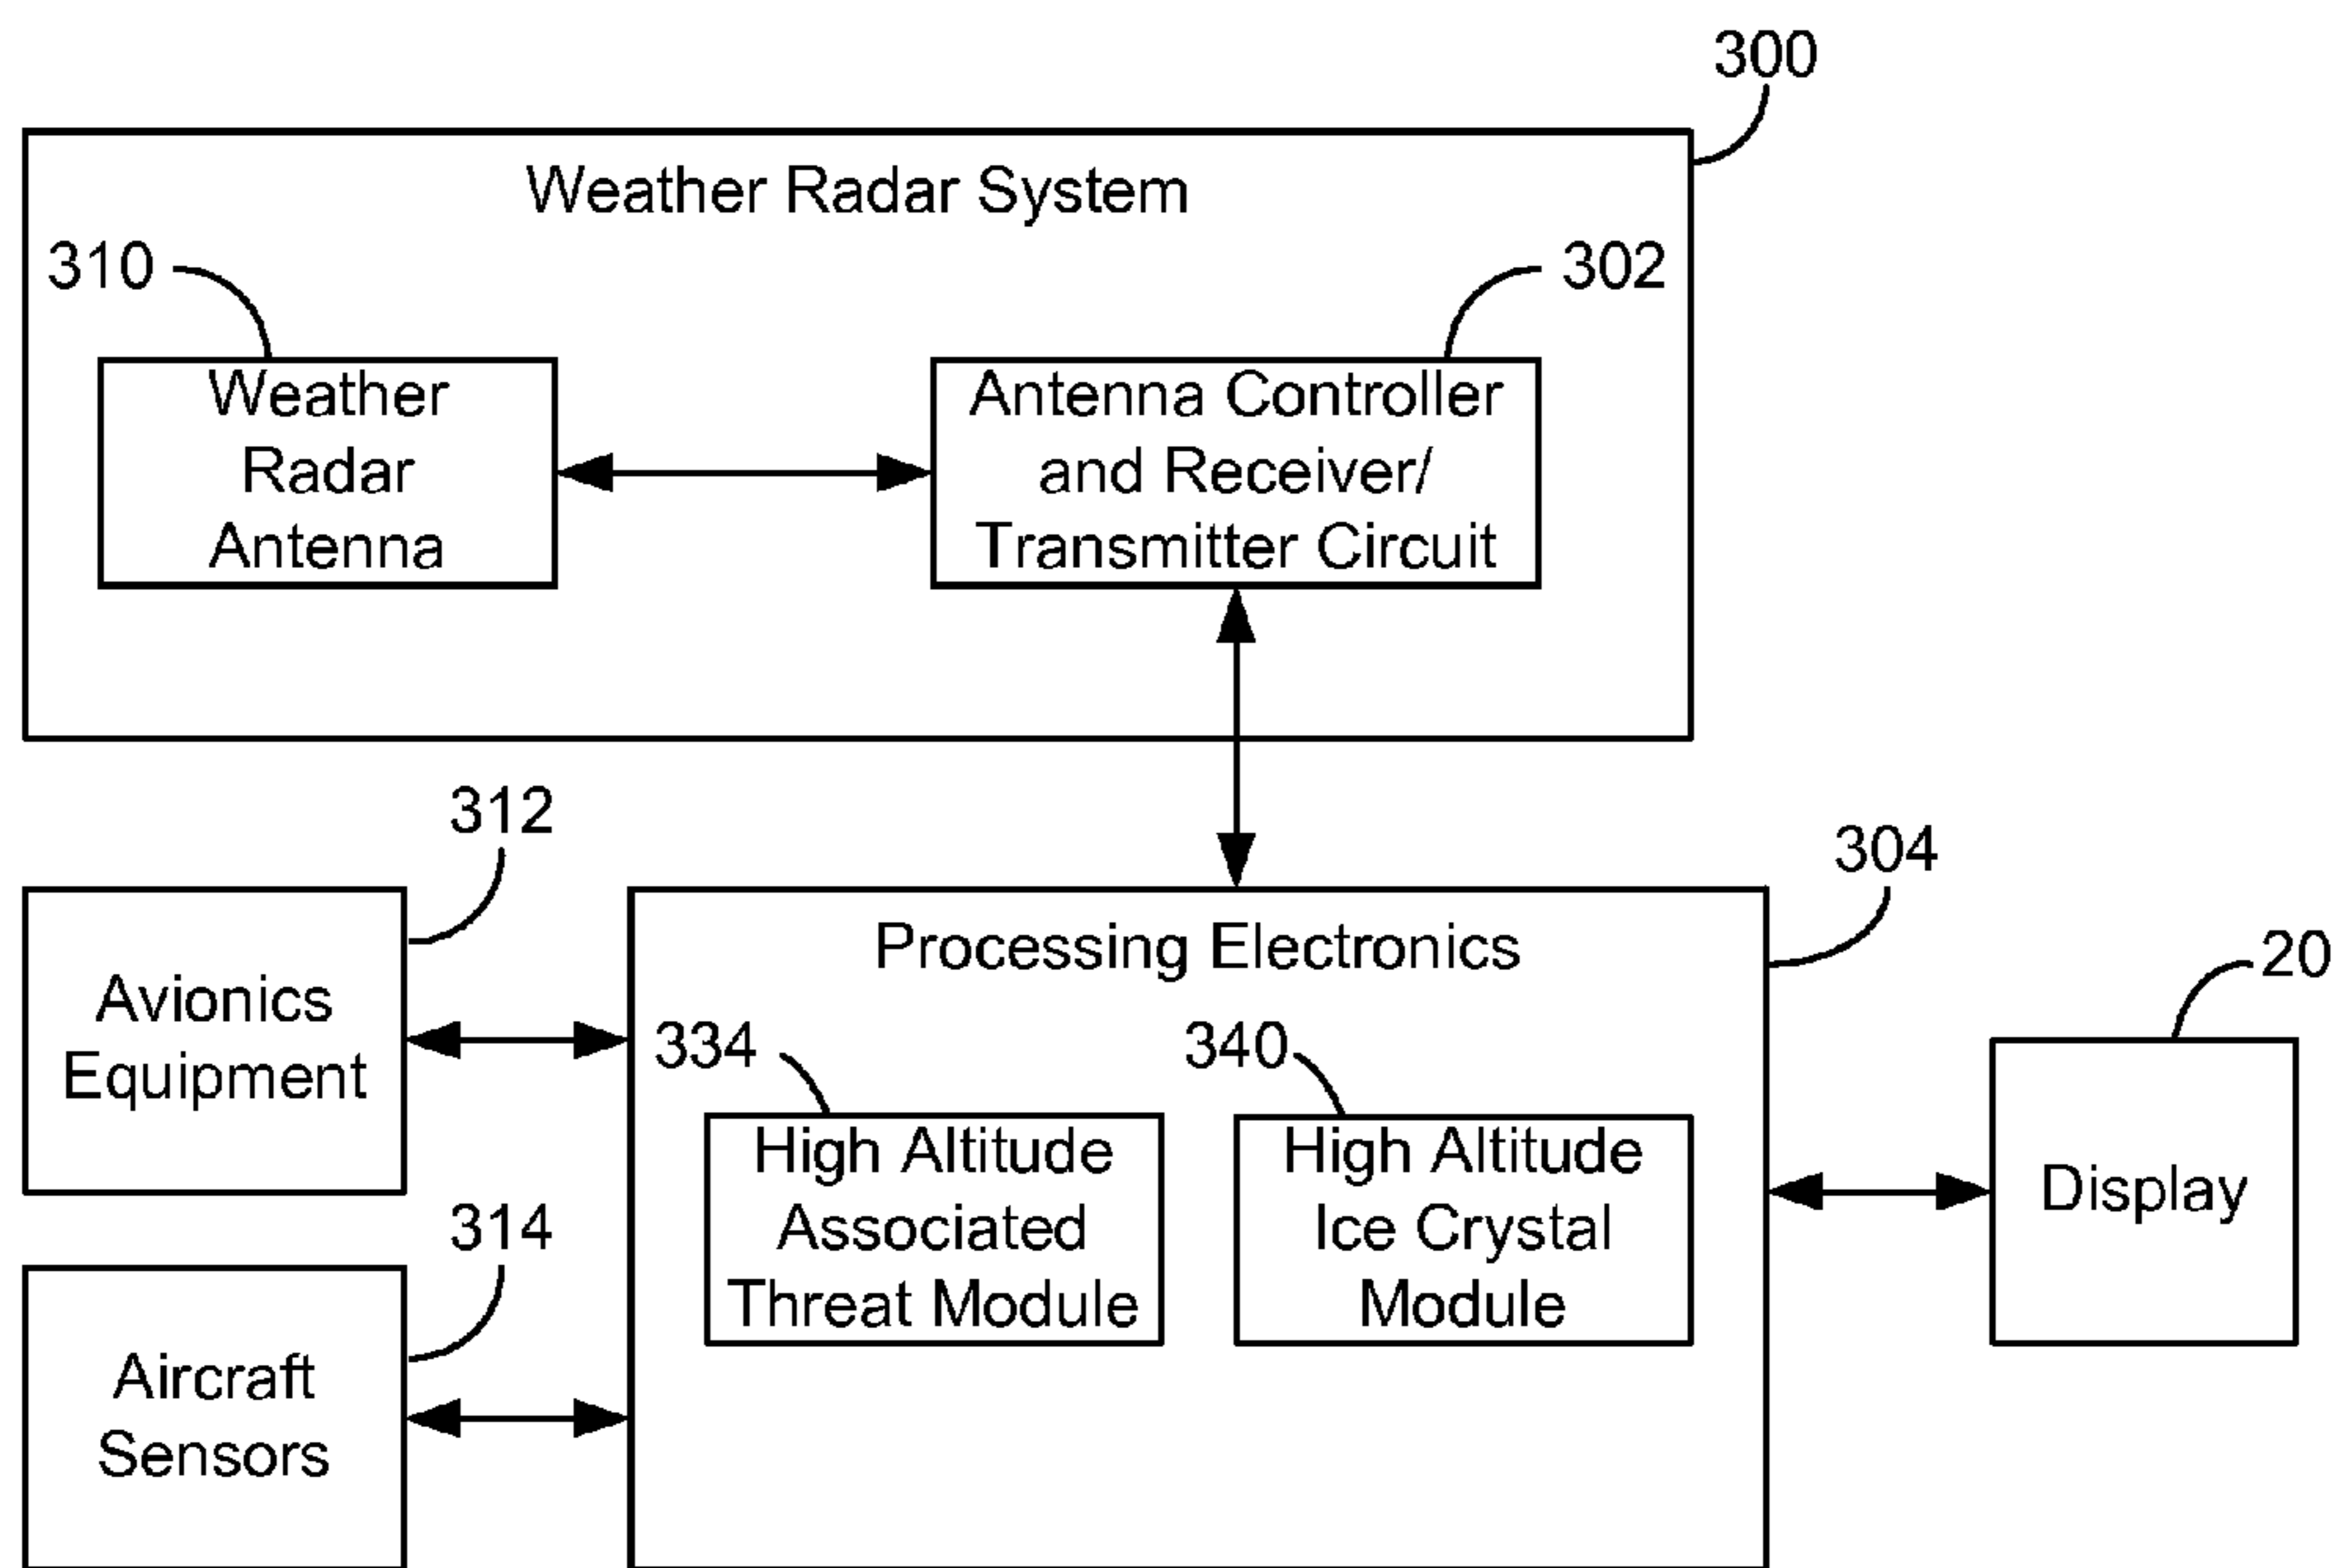 300
Weather Radar System
310
302
Weather
Radar
Antenna
Antenna Controller
and Receiver/
Transmitter Circuit
312
304
Avionics
Equipment
Processing Electronics
20
334
340
High Altitude
Associated
Threat Module
High Altitude
Ice Crystal
Module
Display
314
Aircraft
Sensors